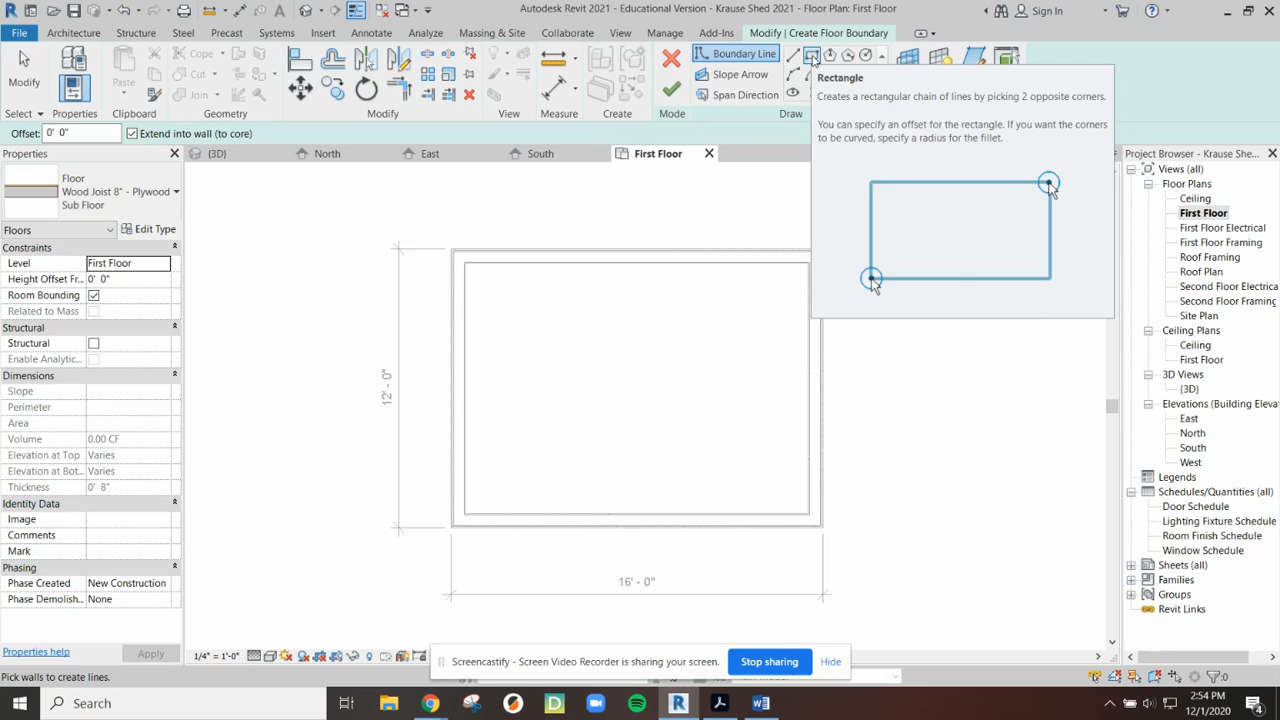 Autodesk Revit 2021 - Educational Version - Krause Shed 2021 - Floor Plan: First Floor
Sign In
File Architecture Structure Steel Precast Systems Insert Annotate Analyze Massing & Site Collaborate View Manage Add-Ins Modify | Create Floor Boundary
Modify
Paste
Cope
Cut
Join
Boundary Line
Slope Arrow
Span Direction
Select Properties Clipboard Geometry Modify View Measure Create Mode Draw
Rectangle
Creates a rectangular chain of lines by picking 2 opposite corners.
You can specify an offset for the rectangle. If you want the corners
to be curved, specify a radius for the fillet.
Offset: 0' 0" Extend into wall (to core)
Properties
{3D} North East South First Floor
Project Browser - Krause She...
Floor
Wood Joist 8" - Plywood
Sub Floor
Floors Edit Type
Constraints
Level First Floor
Height Offset Fr... 0' 0"
Room Bounding
Related to Mass
Structural
Structural
Enable Analytic...
Dimensions
Slope
Perimeter
Area
Volume 0.00 CF
Elevation at Top Varies
Elevation at Bot... Varies
Thickness 0' 8"
Identity Data
Image
Comments
Mark
Phasing
Phase Created New Construction
Phase Demolish... None
Properties help Apply
12' - 0"
16' - 0"
Views (all)
Floor Plans
Ceiling
First Floor
First Floor Electrical
First Floor Framing
Roof Framing
Roof Plan
Second Floor Electrica
Second Floor Framing
Site Plan
Ceiling Plans
Ceiling
First Floor
3D Views
{3D}
Elevations (Building Eleva
East
North
South
West
Legends
Schedules/Quantities (all)
Door Schedule
Lighting Fixture Schedule
Room Finish Schedule
Window Schedule
Sheets (all)
Families
Groups
Revit Links
1/4" = 1'-0"
Screencastify - Screen Video Recorder is sharing your screen. Stop sharing Hide
Pick walls to create lines.
:0
Search
2:54 PM
12/1/2020
4